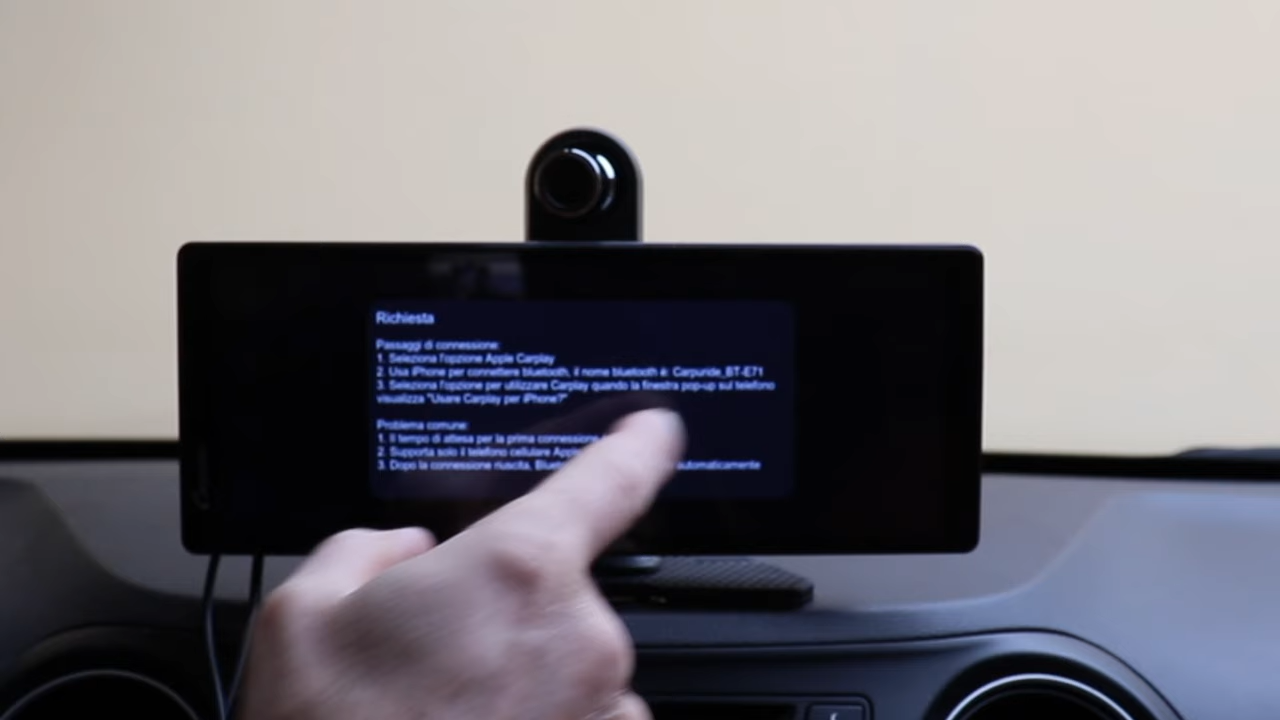 Richiesta
Passaggi di connessione:
1. Seleziona l'opzione Apple Carplay
2. Usa iPhone per connettere bluetooth, il nome bluetooth è: Carpuride_BT-E71
3. Seleziona l'opzione per utilizzare Carplay quando la finestra pop-up sul telefono
visualizza "Usare Carplay per iPhone?"
Problema comune:
1. Il tempo di attesa per la prima connessione
2. Supporta solo il telefono cellulare
3. Dopo la connessione riuscita, automaticamente